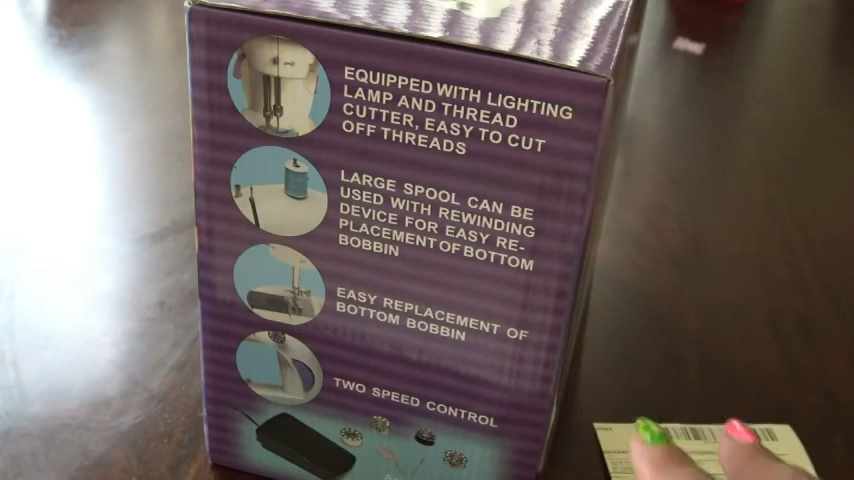 EQUIPPED WITH LIGHTING
LAMP AND THREAD
CUTTER, EASY TO CUT
OFF THREADS
LARGE SPOOL CAN BE
USED WITH REWINDING
DEVICE FOR EASY RE-
PLACEMENT OF BOTTOM
BOBBIN
EASY REPLACEMENT OF
BOTTOM BOBBIN
TWO SPEED CONTROL